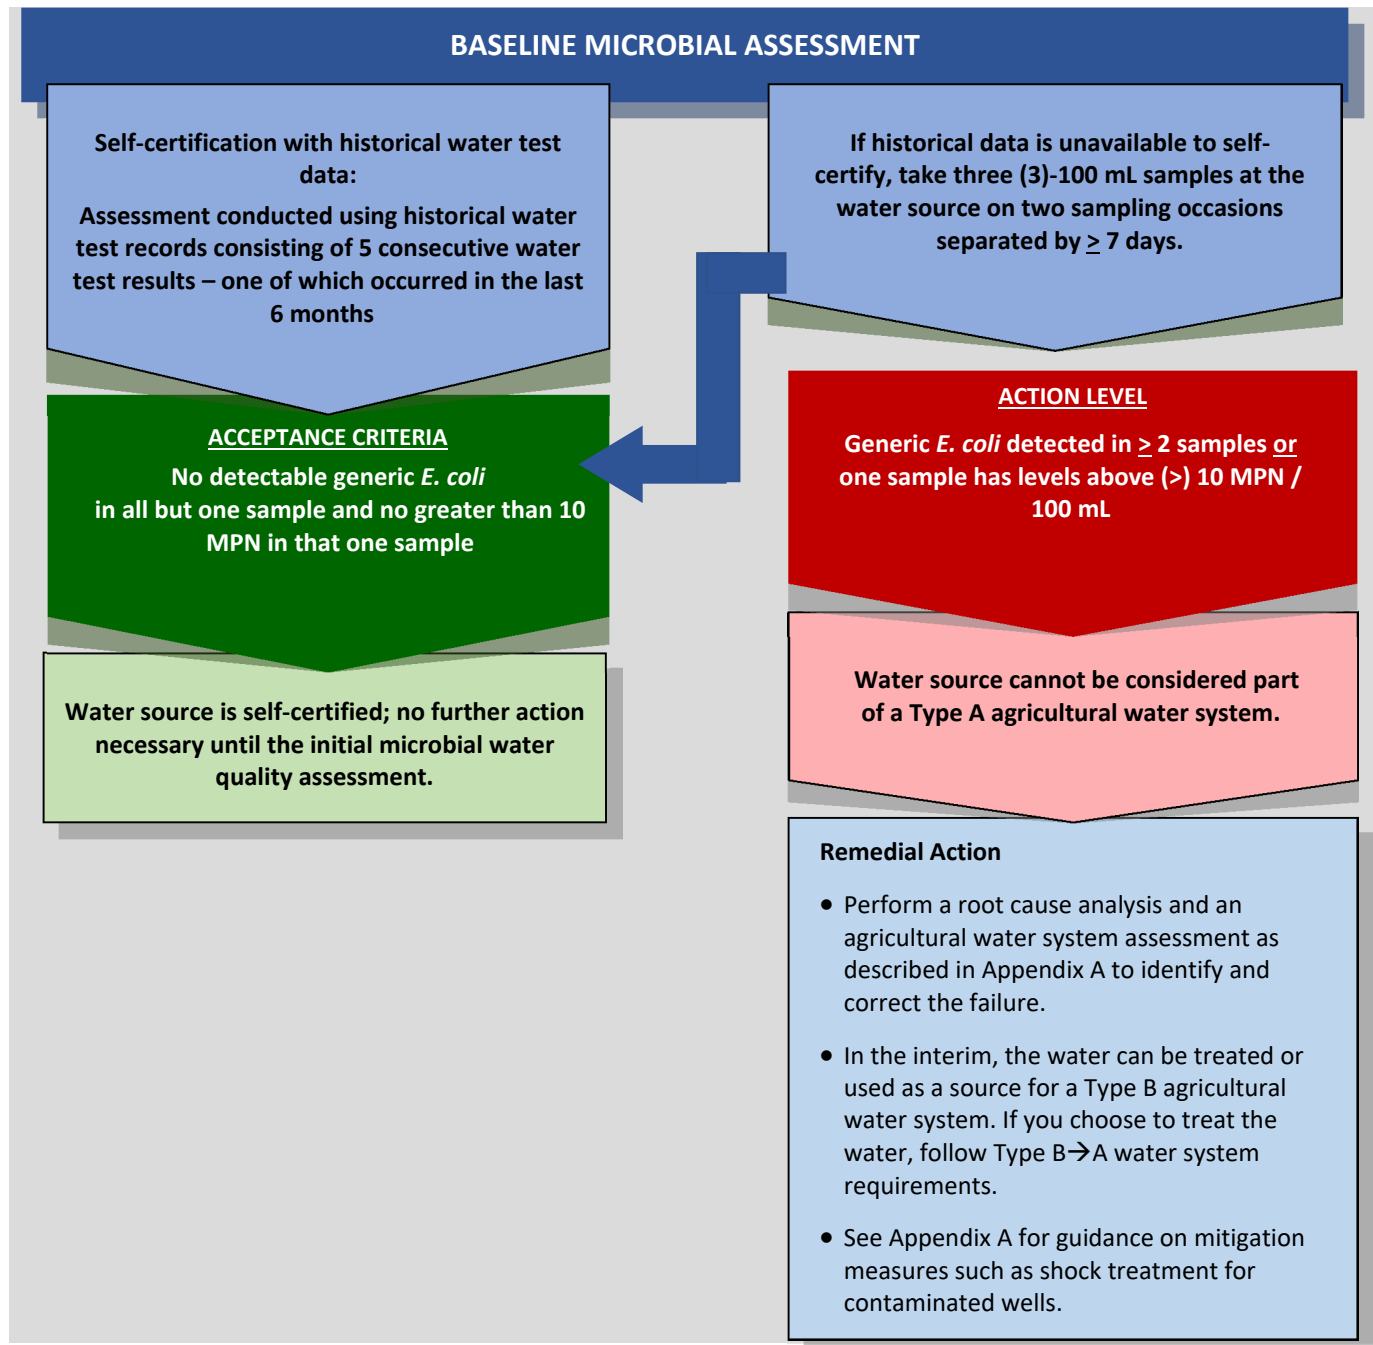 BASELINE MICROBIAL ASSESSMENT
Self-certification with historical water test
data:
Assessment conducted using historical water
test records consisting of 5 consecutive water
test results – one of which occurred in the last
6 months
If historical data is unavailable to self-
certify, take three (3)-100 mL samples at the
water source on two sampling occasions
separated by ≥ 7 days.
ACCEPTANCE CRITERIA
No detectable generic E. coli
in all but one sample and no greater than 10
MPN in that one sample
Water source is self-certified; no further action
necessary until the initial microbial water
quality assessment.
ACTION LEVEL
Generic E. coli detected in ≥ 2 samples or
one sample has levels above (>) 10 MPN /
100 mL
Water source cannot be considered part
of a Type A agricultural water system.
Remedial Action
• Perform a root cause analysis and an
agricultural water system assessment as
described in Appendix A to identify and
correct the failure.
• In the interim, the water can be treated or
used as a source for a Type B agricultural
water system. If you choose to treat the
water, follow Type B→A water system
requirements.
• See Appendix A for guidance on mitigation
measures such as shock treatment for
contaminated wells.